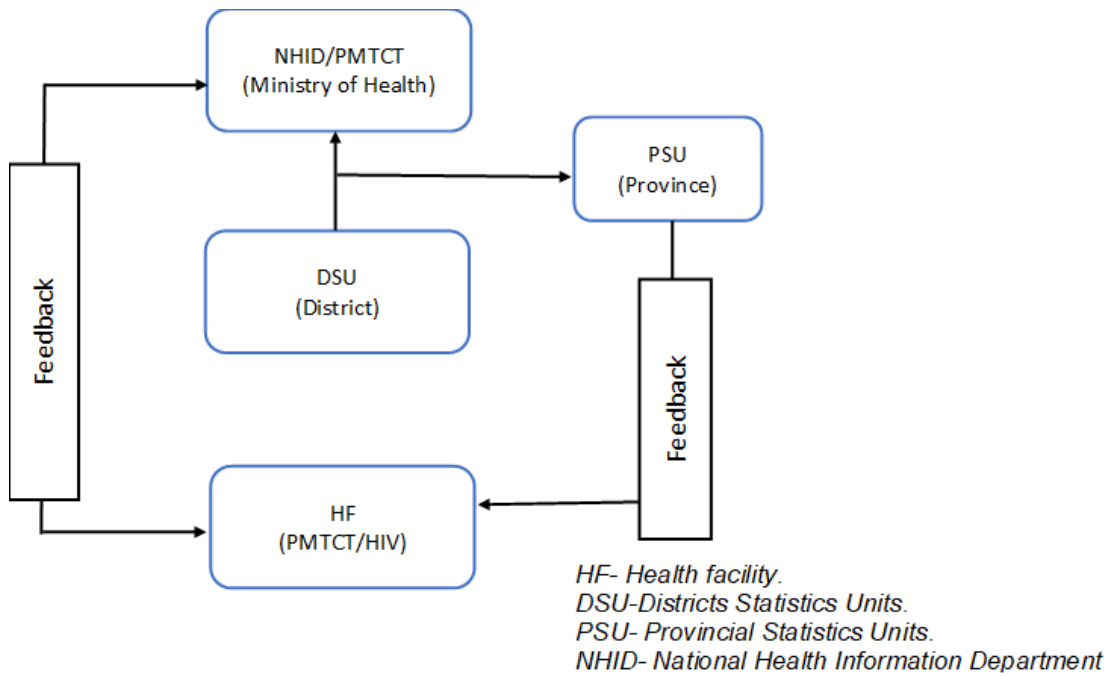 NHID/PMTCT
(Ministry of Health)
PSU
(Province)
DSU
(District)
Feedback
Feedback
HF
(PMTCT/HIV)
HF- Health facility.
DSU-Districts Statistics Units.
PSU- Provincial Statistics Units.
NHID- National Health Information Department